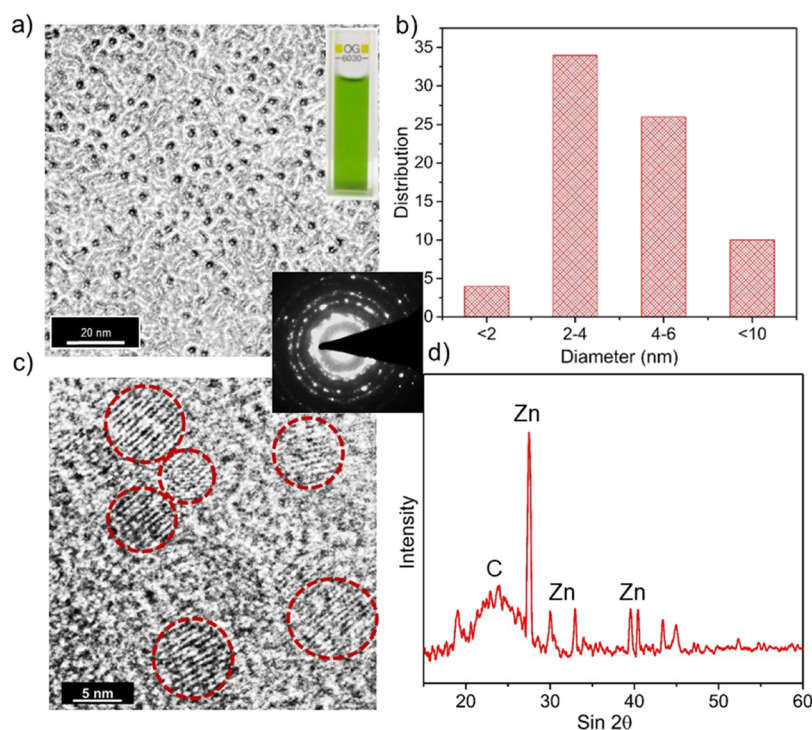 a)
OG
6030
20 nm
b)
Distribution
35
30
25
20
15
10
5
0
<2
2-4
4-6
<10
Diameter (nm)
c)
5 nm
d)
Intensity
Zn
C
Zn
Zn
20
30
40
50
60
Sin 2θ